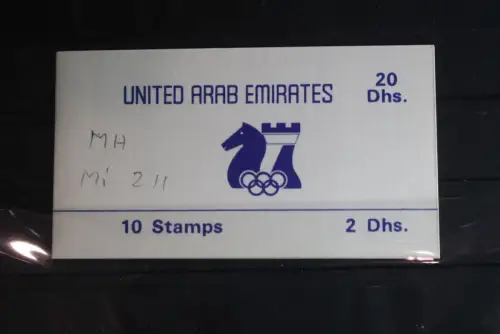 UNITED ARAB EMIRATES
20
Dhs.
MH
Mi 211
10 Stamps
2 Dhs.